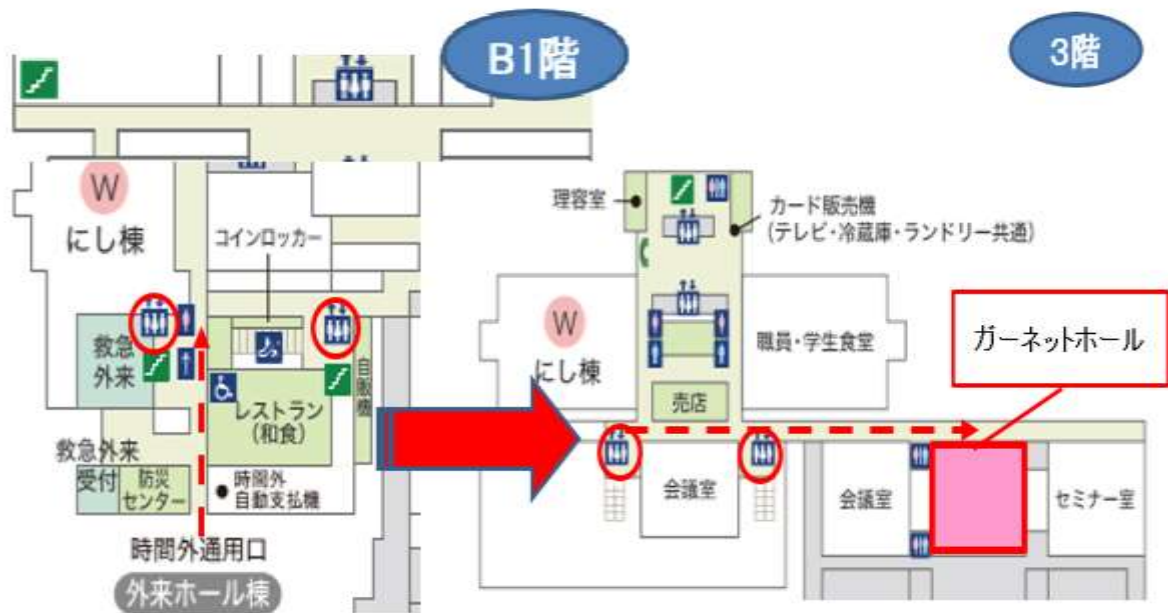 B1階
3階
W
にし棟
コインロッカー
救急
外来
レストラン
(和食)
自販機
救急外来
受付
防災
センター
時間外
自動支払機
時間外通用口
外来ホール棟
理容室
カード販売機
(テレビ・冷蔵庫・ランドリー共通)
W
にし棟
職員・学生食堂
売店
ガーネットホール
会議室
会議室
セミナー室